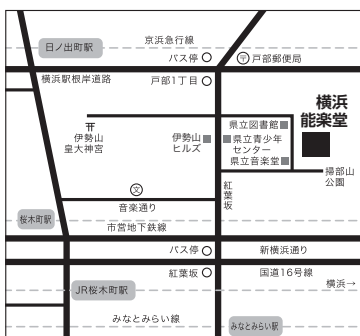 京浜急行線
日ノ出町駅
バス停
〒戸部郵便局
横浜駅根岸道路
戸部1丁目
横浜
能楽堂
県立図書館
県立青少年
センター
県立音楽堂
伊勢山
皇大神宮
伊勢山
ヒルズ
掃部山
公園
紅葉坂
文
音楽通り
桜木町駅
市営地下鉄線
バス停
新横浜通り
紅葉坂
国道16号線
横浜→
JR桜木町駅
みなとみらい線
みなとみらい駅